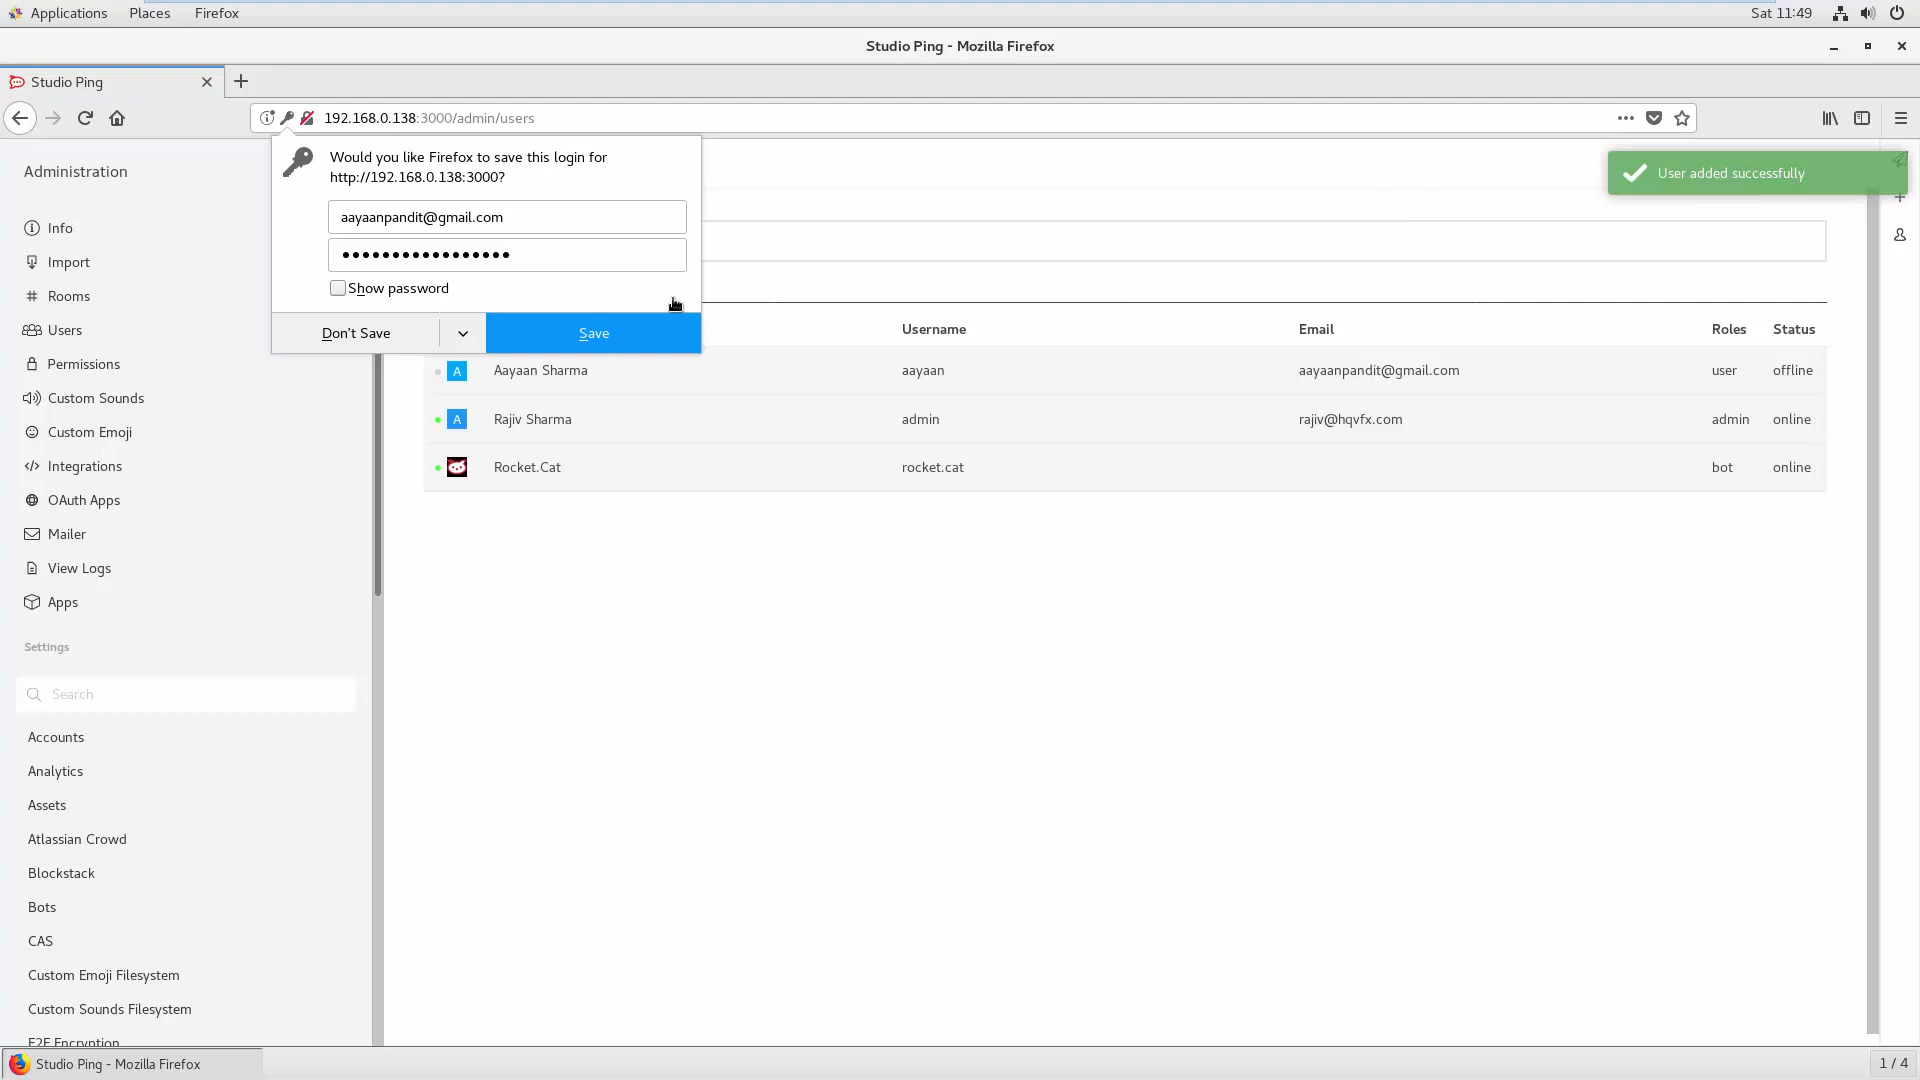 Applications Places Firefox Sat 11:49
Studio Ping - Mozilla Firefox
Studio Ping
192.168.0.138:3000/admin/users
Would you like Firefox to save this login for
http://192.168.0.138:3000?
aayaanpandit@gmail.com
Show password
Don't Save
Save
User added successfully
Administration
Info
Import
Rooms
Users
Permissions
Custom Sounds
Custom Emoji
Integrations
OAuth Apps
Mailer
View Logs
Apps
Settings
Search
Accounts
Analytics
Assets
Atlassian Crowd
Blockstack
Bots
CAS
Custom Emoji Filesystem
Custom Sounds Filesystem
E2E Encryption
Username Email Roles Status
A Aayaan Sharma aayaan aayaanpandit@gmail.com user offline
A Rajiv Sharma admin rajiv@hqvfx.com admin online
Rocket.Cat rocket.cat bot online
Studio Ping - Mozilla Firefox
1 / 4